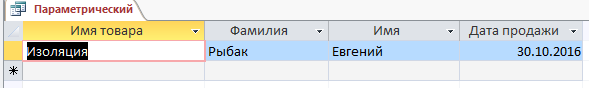 Параметрический
Имя товара Фамилия Имя Дата продажи
Изоляция Рыбак Евгений 30.10.2016